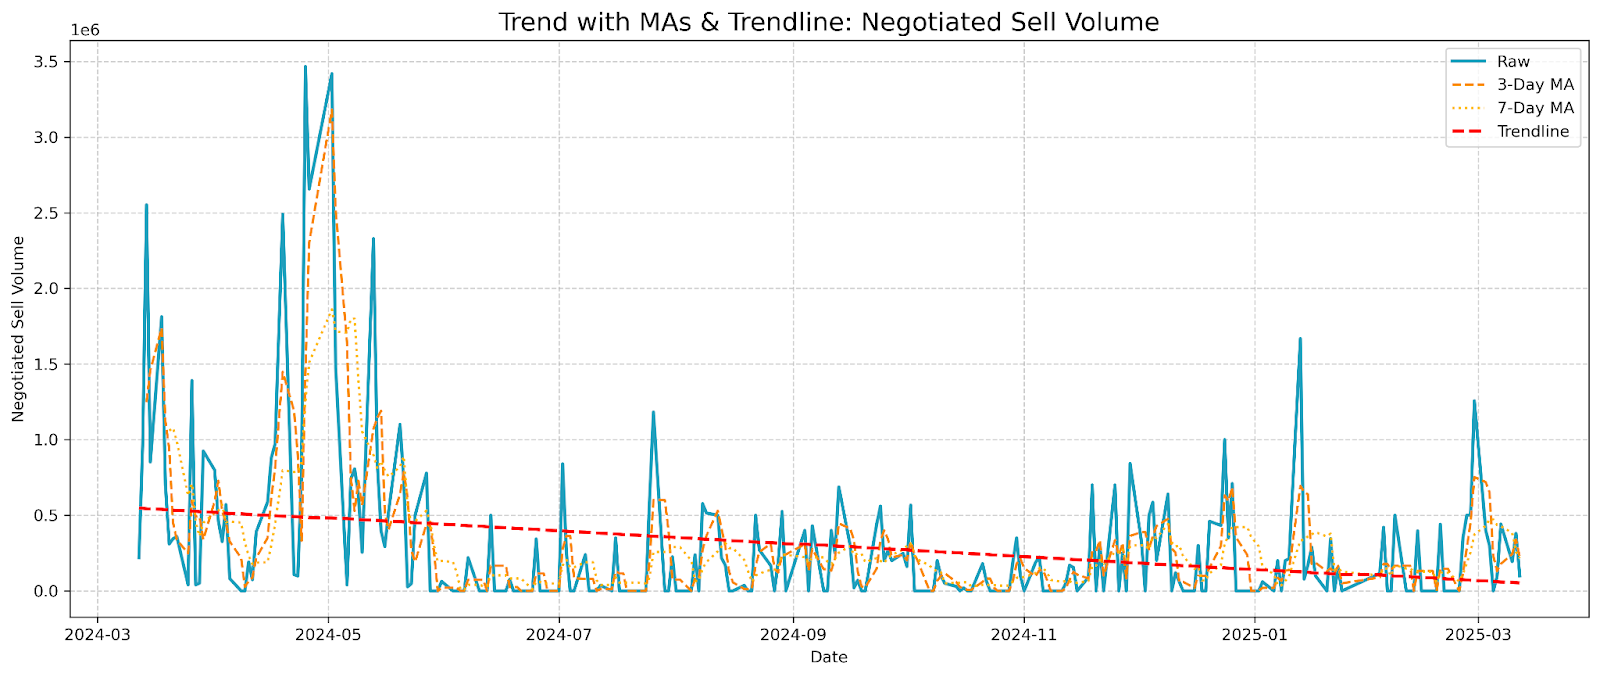 Trend with MAs & Trendline: Negotiated Sell Volume
1e6
3.5
3.0
2.5
2.0
1.5
1.0
0.5
0.0
Negotiated Sell Volume
Raw
3-Day MA
7-Day MA
Trendline
2024-03
2024-05
2024-07
2024-09
2024-11
2025-01
2025-03
Date